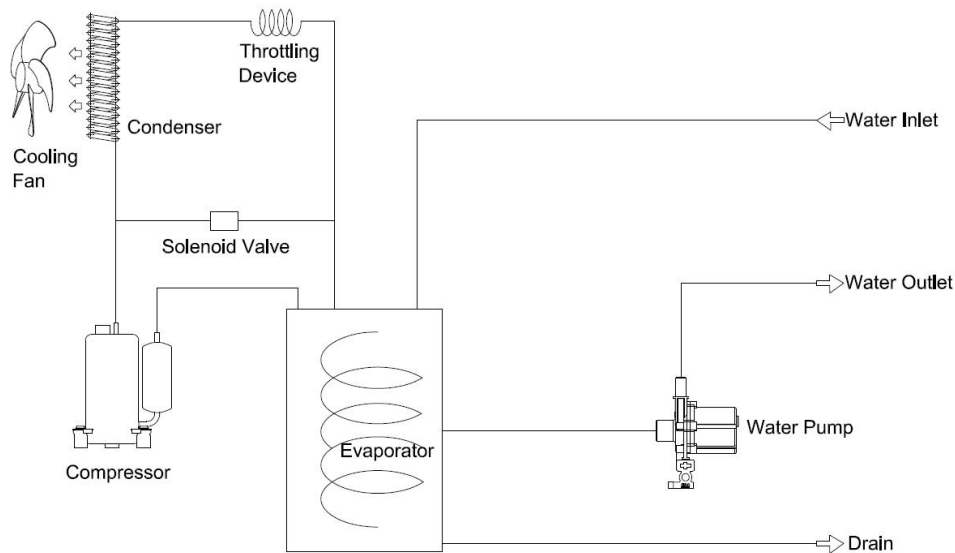 Throttling
Device
Condenser
Cooling
Fan
Water Inlet
Solenoid Valve
Water Outlet
Compressor
Evaporator
Water Pump
Drain